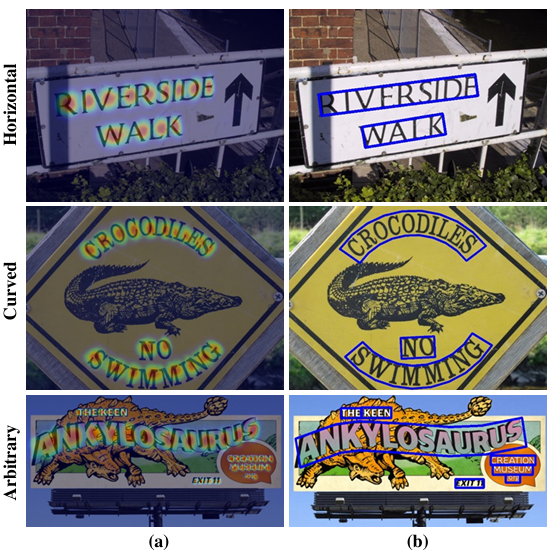 Horizontal
RIVERSIDE
WALK
RIVERSIDE
WALK
Curved
CROCODILES
NO
SWIMMING
CROCODILES
NO
SWIMMING
Arbitrary
THE KEEN
ANKYLOSAURUS
CREATION
MUSEUM
.ORG
EXIT 11
THE KEEN
ANKYLOSAURUS
CREATION
MUSEUM
EXIT 11
(a)
(b)